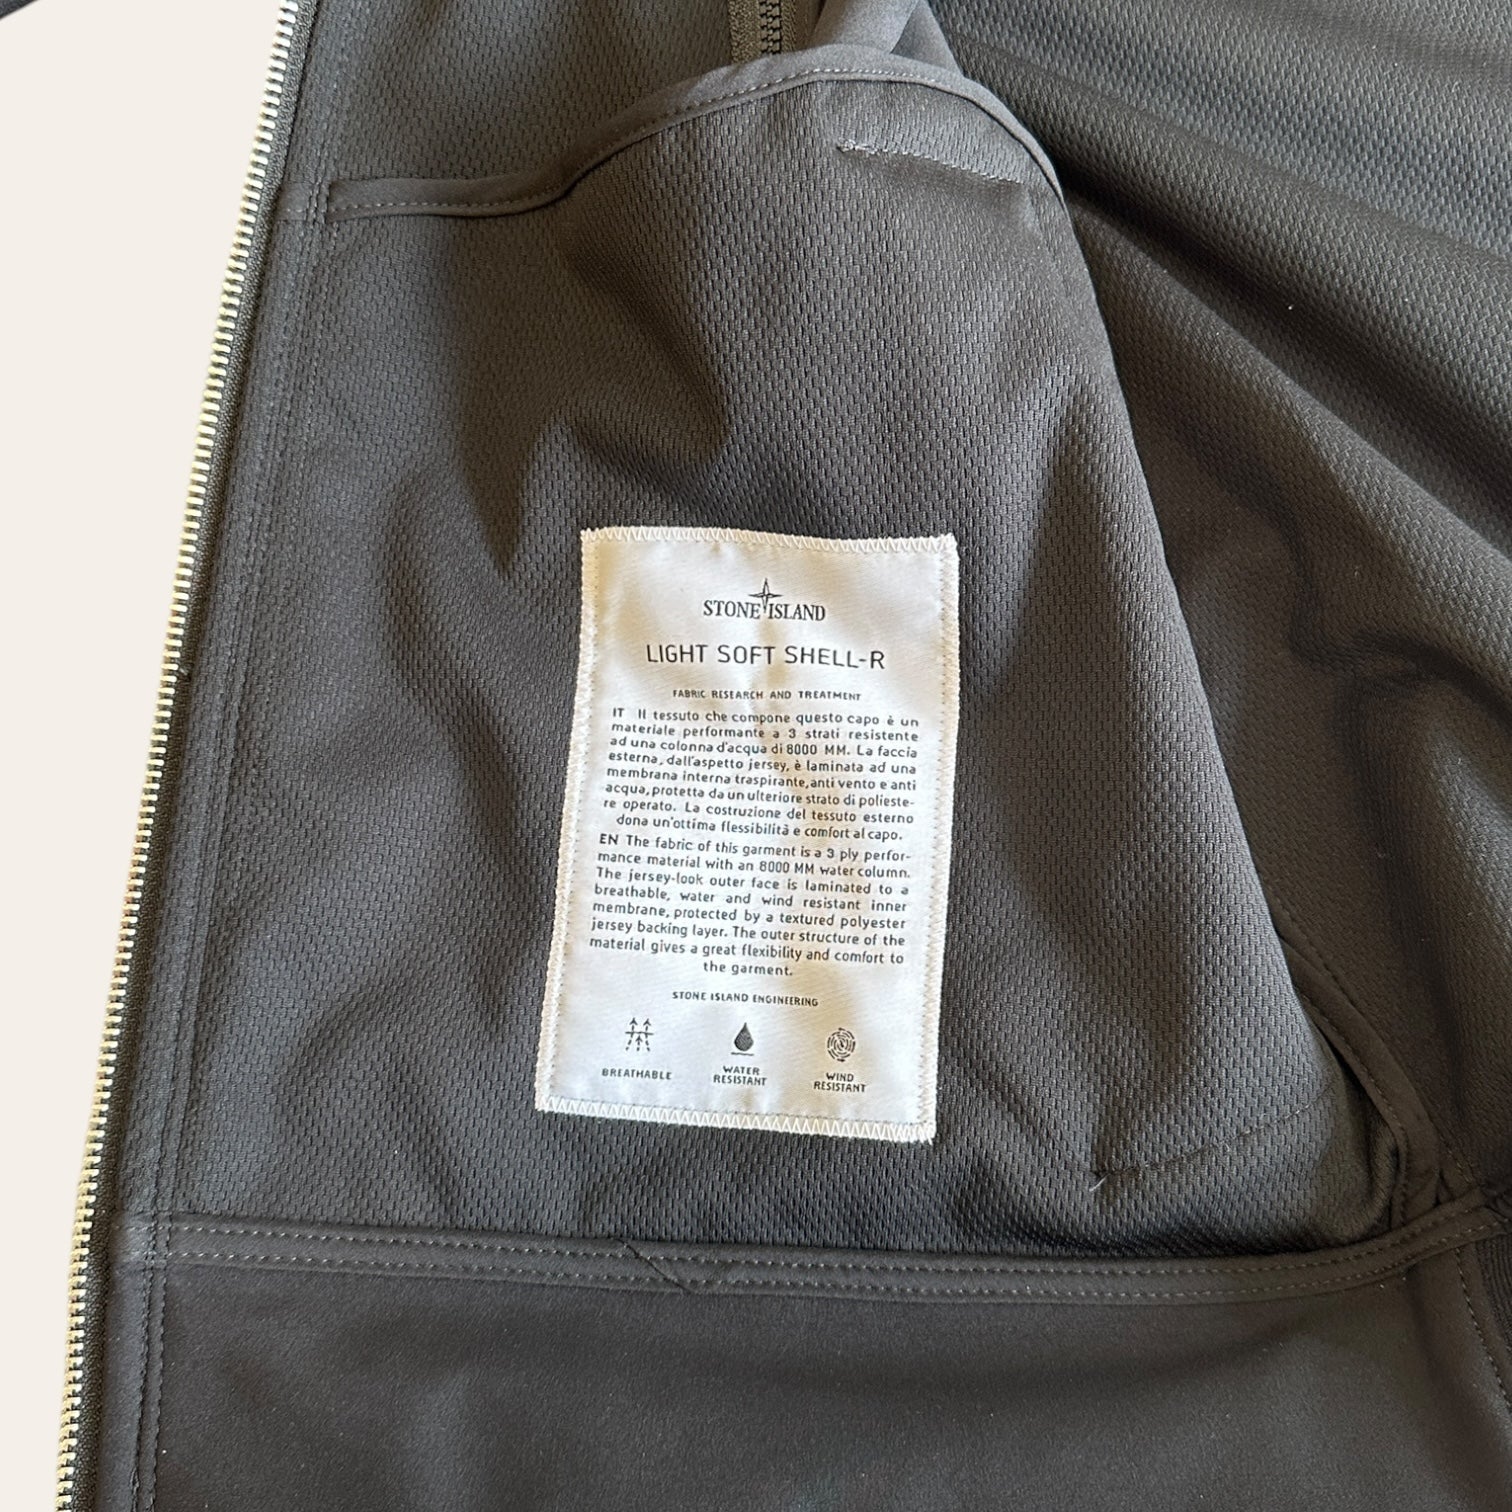 STONE ISLAND
LIGHT SOFT SHELL-R
FABRIC RESEARCH AND TREATMENT
IT Il tessuto che compone questo capo è un
materiale performante a 3 strati resistente
ad una colonna d'acqua di 8000 MM. La faccia
esterna, dall'aspetto jersey, è laminata ad una
membrana interna traspirante, anti vento e anti
acqua, protetta da un ulteriore strato di polieste-
re operato. La costruzione del tessuto esterno
dona un'ottima flessibilità e comfort al capo.
EN The fabric of this garment is a 3 ply perfor-
mance material with an 8000 MM water column.
The jersey-look outer face is laminated to a
breathable, water and wind resistant inner
membrane, protected by a textured polyester
jersey backing layer. The outer structure of the
material gives a great flexibility and comfort to
the garment.
STONE ISLAND ENGINEERING
BREATHABLE
WATER
RESISTANT
WIND
RESISTANT